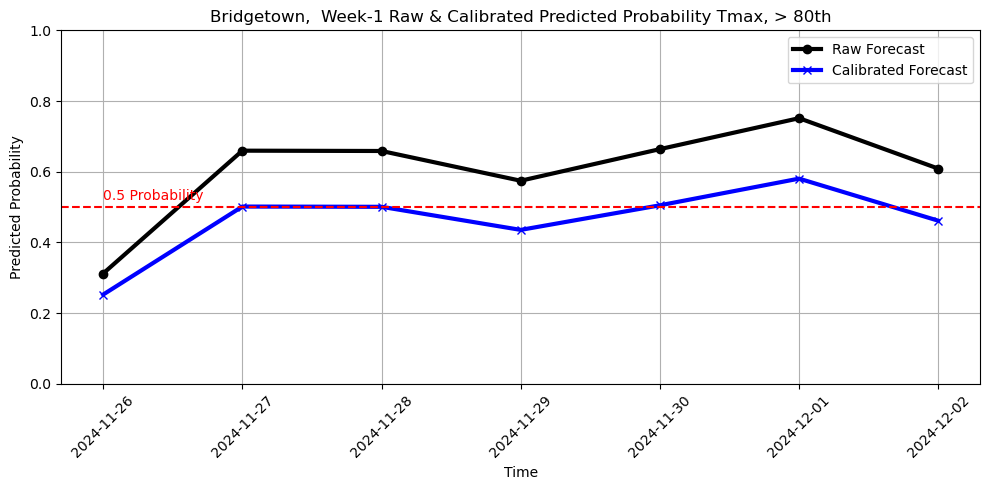 Bridgetown,  Week-1 Raw & Calibrated Predicted Probability Tmax, > 80th
Raw Forecast
Calibrated Forecast
1.0
0.8
0.6
0.4
0.2
0.0
Predicted Probability
0.5 Probability
2024-11-26
2024-11-27
2024-11-28
2024-11-29
2024-11-30
2024-12-01
2024-12-02
Time